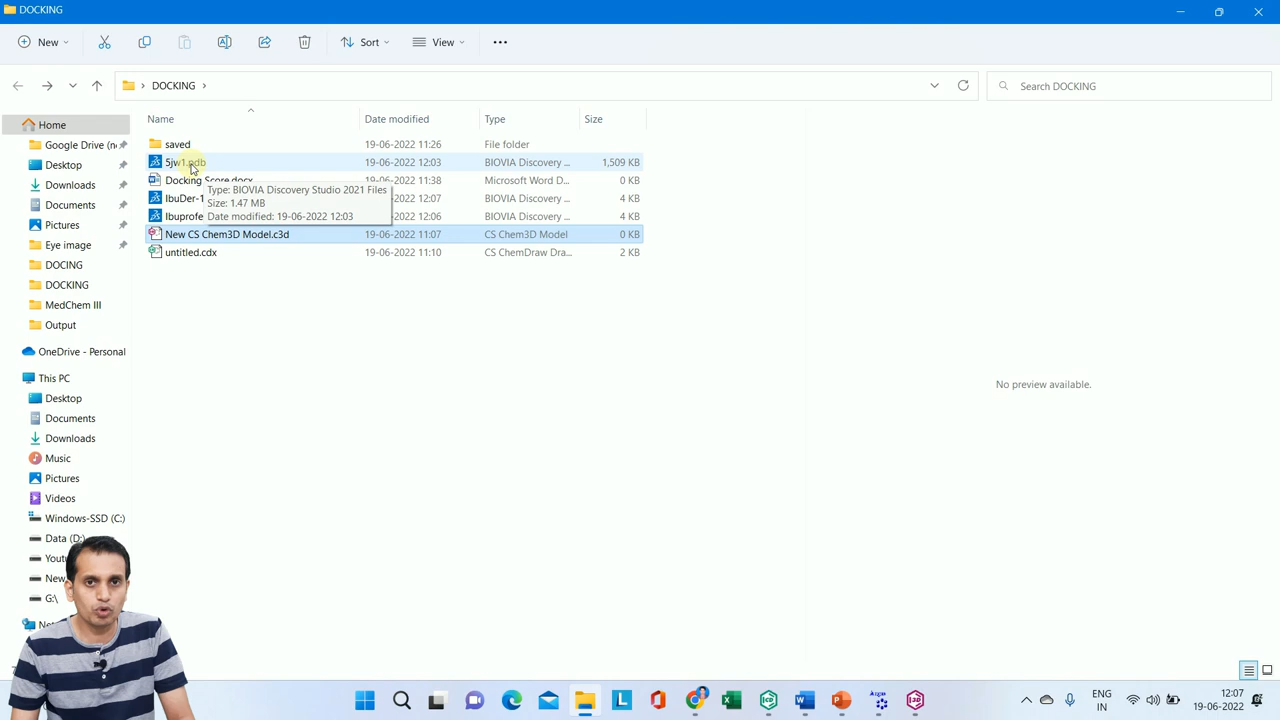 DOCKING
New
Sort
View
DOCKING
Search DOCKING
Name
Date modified
Type
Size
Home
Google Drive (n
Desktop
Downloads
Documents
Pictures
Eye image
DOCING
DOCKING
MedChem III
Output
OneDrive - Personal
This PC
Desktop
Documents
Downloads
Music
Pictures
Videos
Windows-SSD (C:)
Data (D:)
Yout
New
G:\
saved 19-06-2022 11:26 File folder
5jw1.pdb 19-06-2022 12:03 BIOVIA Discovery ... 1,509 KB
Docking Score.docx 19-06-2022 11:38 Microsoft Word D... 0 KB
IbuDer-1 19-06-2022 12:07 BIOVIA Discovery ... 4 KB
Ibuprofe 19-06-2022 12:06 BIOVIA Discovery ... 4 KB
New CS Chem3D Model.c3d 19-06-2022 11:07 CS Chem3D Model 0 KB
untitled.cdx 19-06-2022 11:10 CS ChemDraw Dra... 2 KB
Type: BIOVIA Discovery Studio 2021 Files
Size: 1.47 MB
Date modified: 19-06-2022 12:03
No preview available.
ENG
IN
12:07
19-06-2022